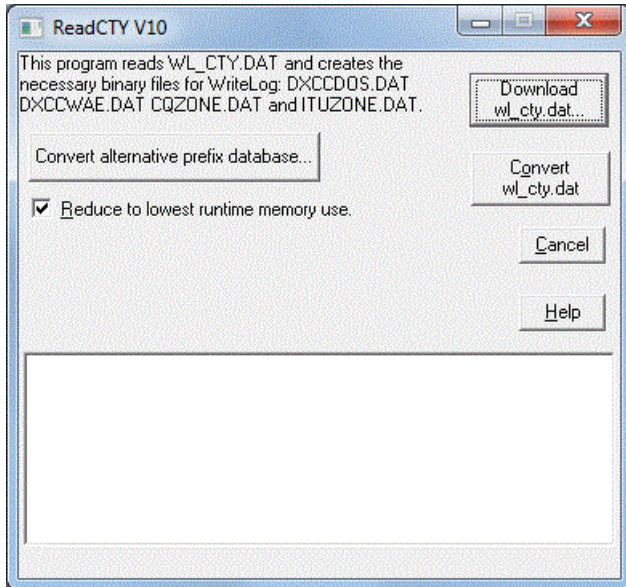 ReadCTY V10
This program reads WL_CTY.DAT and creates the
necessary binary files for WriteLog: DXCCDOS.DAT
DXCCWAE.DAT CQZONE.DAT and ITUZONE.DAT.
Download
wl_cty.dat...
Convert alternative prefix database...
Convert
wl_cty.dat
Reduce to lowest runtime memory use.
Cancel
Help